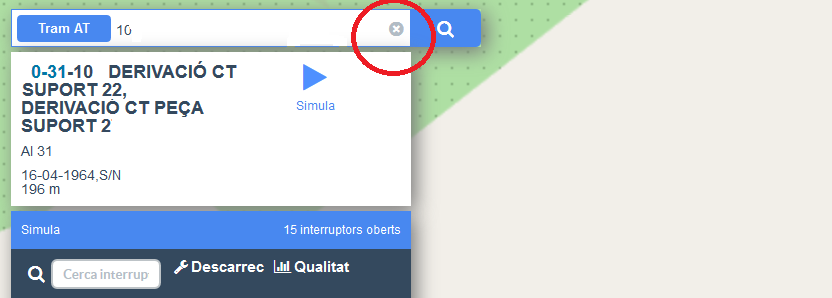 Tram AT 10
0-31-10 DERIVACIÓ CT
SUPORT 22,
DERIVACIÓ CT PEÇA
SUPORT 2
Simula
Al 31
16-04-1964,S/N
196 m
Simula 15 interruptors oberts
Cerca interrup Descarrec Qualitat